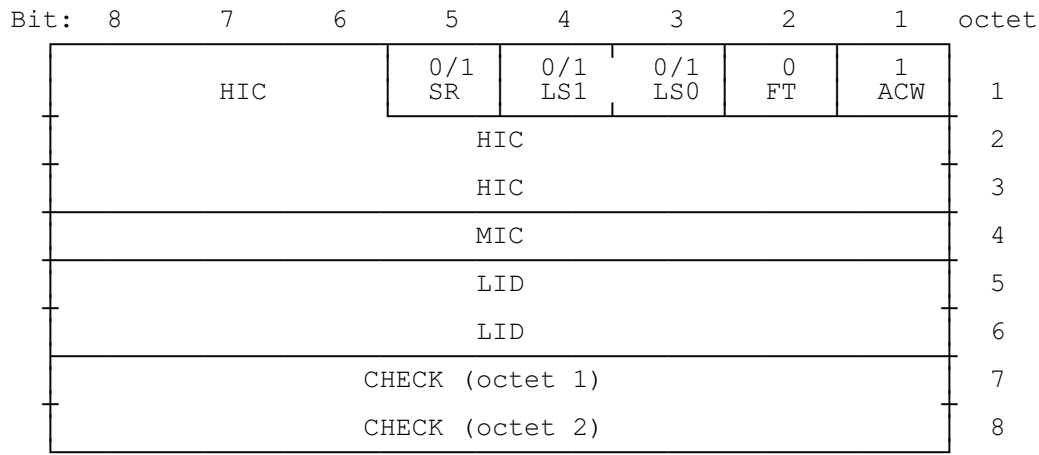 Bit: 8 7 6 5 4 3 2 1 octet
0/1 0/1 0/1 0 1
HIC SR LS1 LS0 FT ACW 1
HIC 2
HIC 3
MIC 4
LID 5
LID 6
CHECK (octet 1) 7
CHECK (octet 2) 8